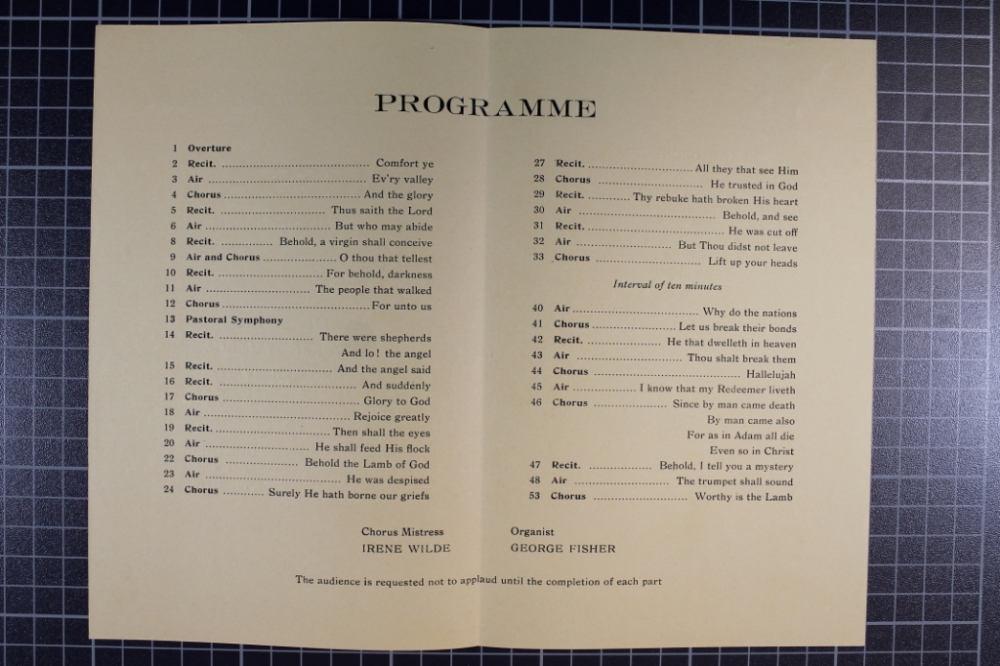 PROGRAMME
1 Overture
2 Recit. .......... Comfort ye
3 Air .......... Ev'ry valley
4 Chorus .......... And the glory
5 Recit. .......... Thus saith the Lord
6 Air .......... But who may abide
8 Recit. .......... Behold, a virgin shall conceive
9 Air and Chorus .......... O thou that tellest
10 Recit. .......... For behold, darkness
11 Air .......... The people that walked
12 Chorus .......... For unto us
13 Pastoral Symphony
14 Recit. .......... There were shepherds
And lo! the angel
15 Recit. .......... And the angel said
16 Recit. .......... And suddenly
17 Chorus .......... Glory to God
18 Air .......... Rejoice greatly
19 Recit. .......... Then shall the eyes
20 Air .......... He shall feed His flock
22 Chorus .......... Behold the Lamb of God
23 Air .......... He was despised
24 Chorus .......... Surely He hath borne our griefs
27 Recit. .......... All they that see Him
28 Chorus .......... He trusted in God
29 Recit. .......... Thy rebuke hath broken His heart
30 Air .......... Behold, and see
31 Recit. .......... He was cut off
32 Air .......... But Thou didst not leave
33 Chorus .......... Lift up your heads
Interval of ten minutes
40 Air .......... Why do the nations
41 Chorus .......... Let us break their bonds
42 Recit. .......... He that dwelleth in heaven
43 Air .......... Thou shalt break them
44 Chorus .......... Hallelujah
45 Air .......... I know that my Redeemer liveth
46 Chorus .......... Since by man came death
By man came also
For as in Adam all die
Even so in Christ
47 Recit. .......... Behold, I tell you a mystery
48 Air .......... The trumpet shall sound
53 Chorus .......... Worthy is the Lamb
Chorus Mistress
IRENE WILDE
Organist
GEORGE FISHER
The audience is requested not to applaud until the completion of each part